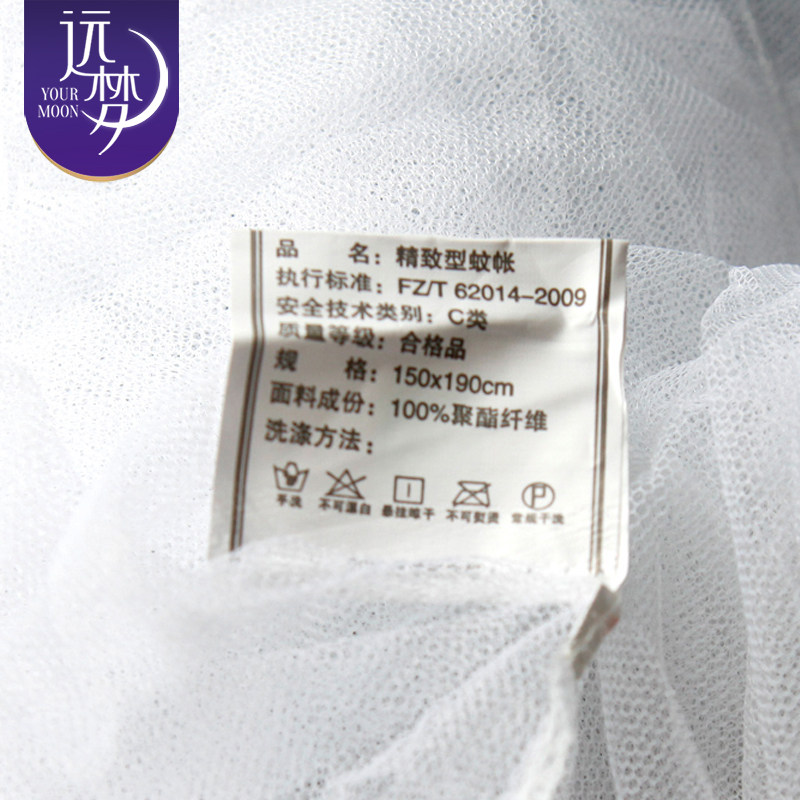 远梦
YOUR
MOON
品 名：精致型蚊帐
执行标准：FZ/T 62014-2009
安全技术类别：C类
质量等级：合格品
规 格：150x190cm
面料成份：100%聚酯纤维
洗涤方法：
手洗 不可漂白 悬挂晾干 不可熨烫 常规干洗